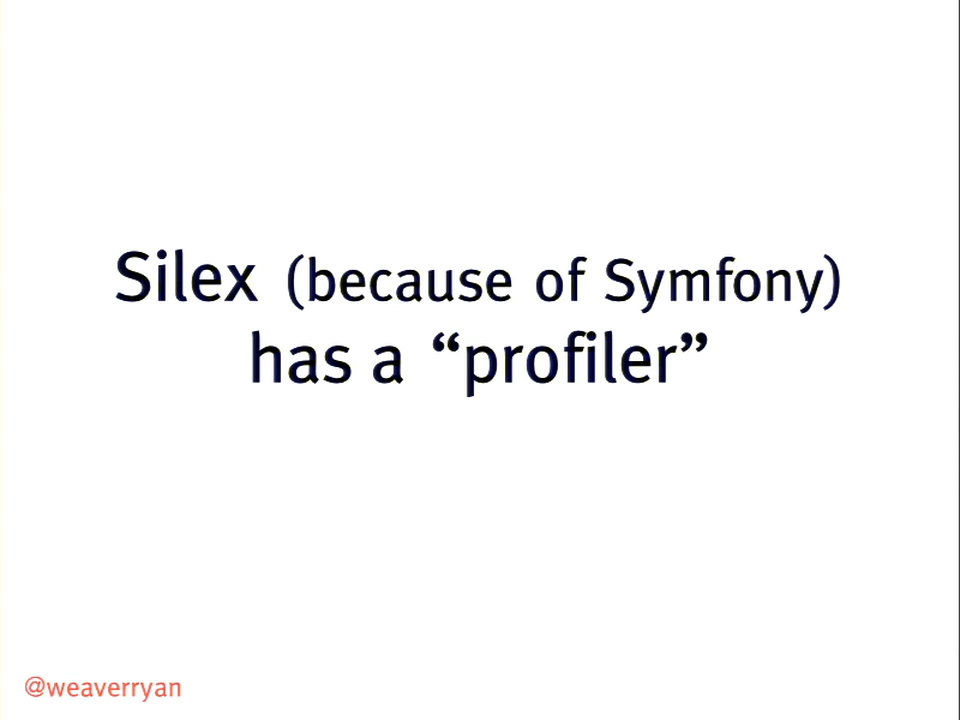 Silex (because of Symfony)
has a “profiler”
@weaverryan